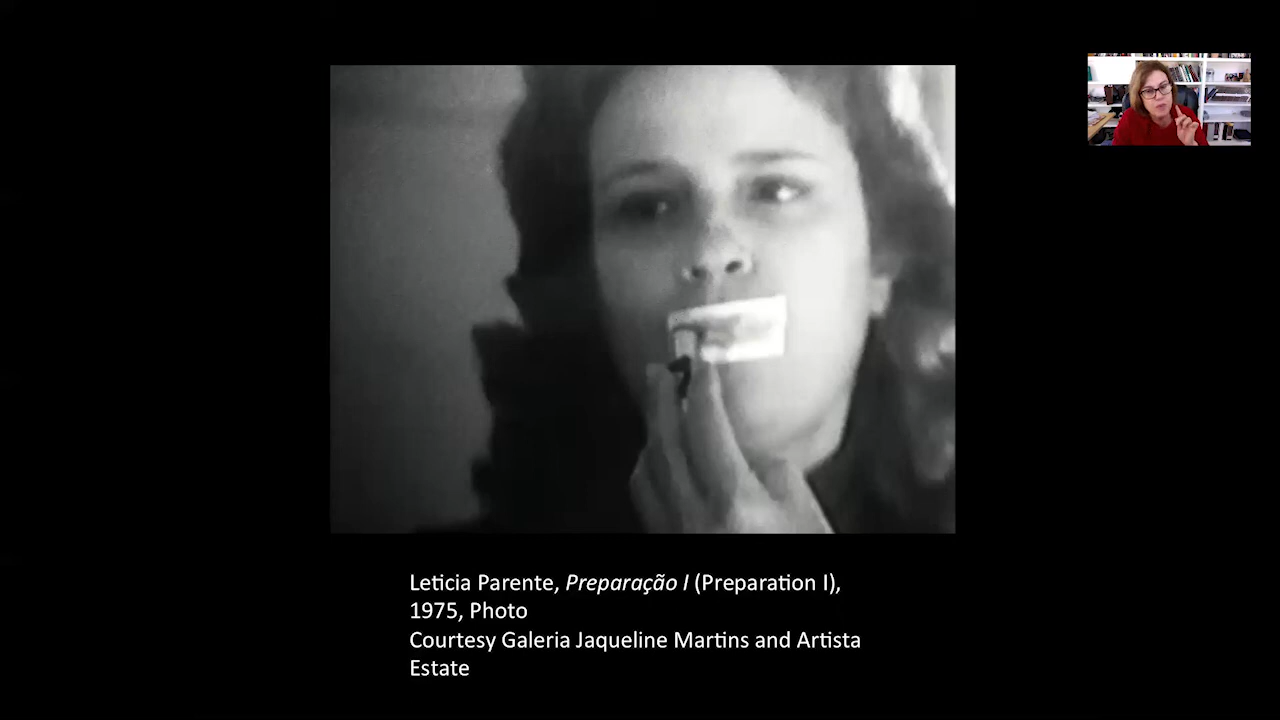 Leticia Parente, Preparação I (Preparation I),
1975, Photo
Courtesy Galeria Jaqueline Martins and Artista
Estate